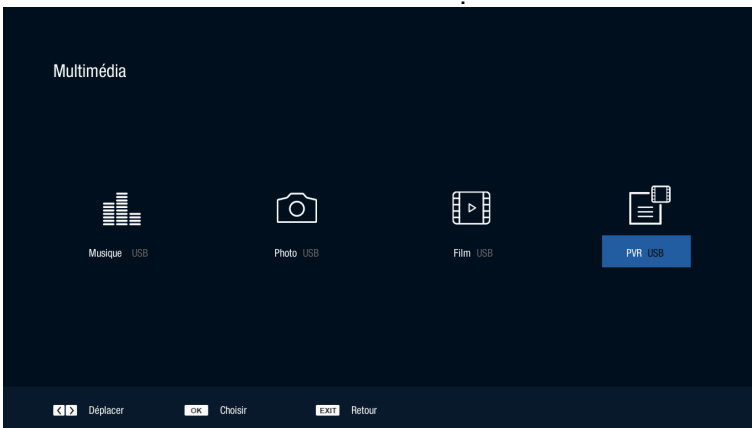 Multimédia
Musique USB
Photo USB
Film USB
PVR USB
Déplacer
OK Choisir
EXIT Retour